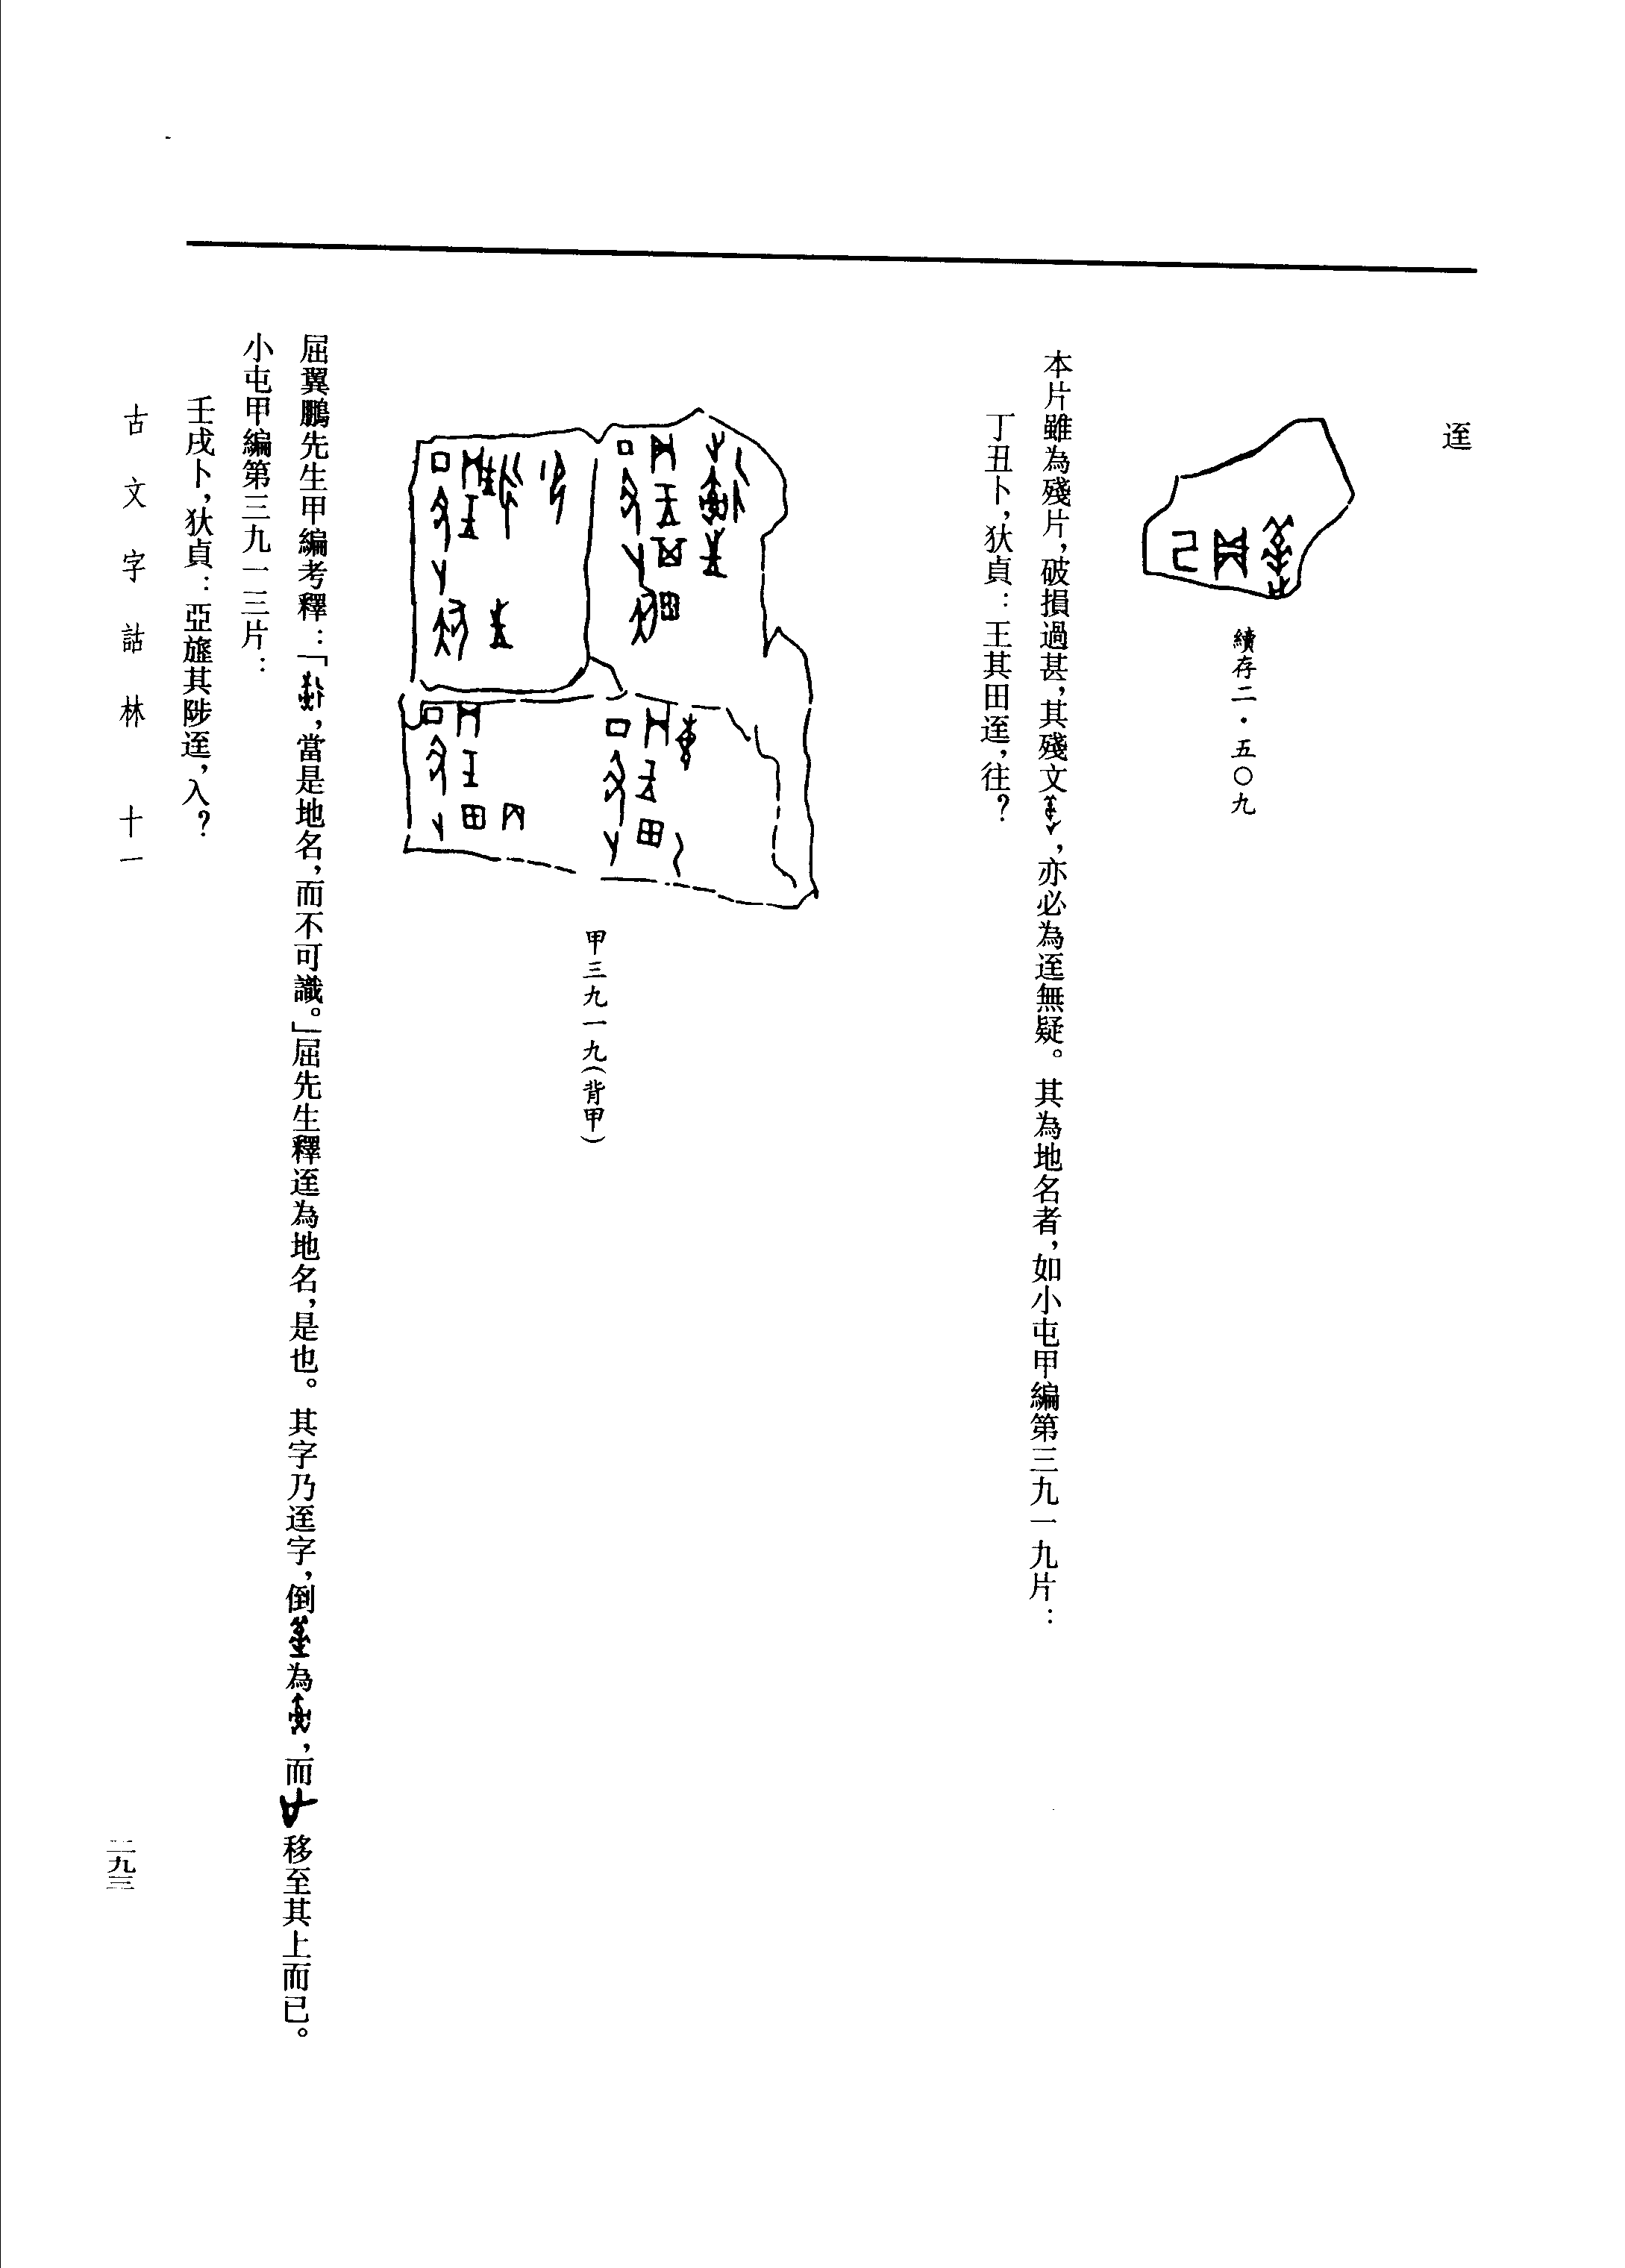 逕
續存二・五〇九
本片雖為殘片，破損過甚，其殘文，亦必為逕無疑。其為地名者，如小屯甲編第三九一九片：
丁丑卜，狄貞：王其田逕，往？
甲三九一九（背甲）
屈翼鵬先生甲編考釋：「，當是地名，而不可識。」屈先生釋逕為地名，是也。其字乃逕字，倒為，而移至其上而已。
小屯甲編第三九一三片：
壬戌卜，狄貞：亞旋其陟逕，入？
古文字詁林 十一
二九三